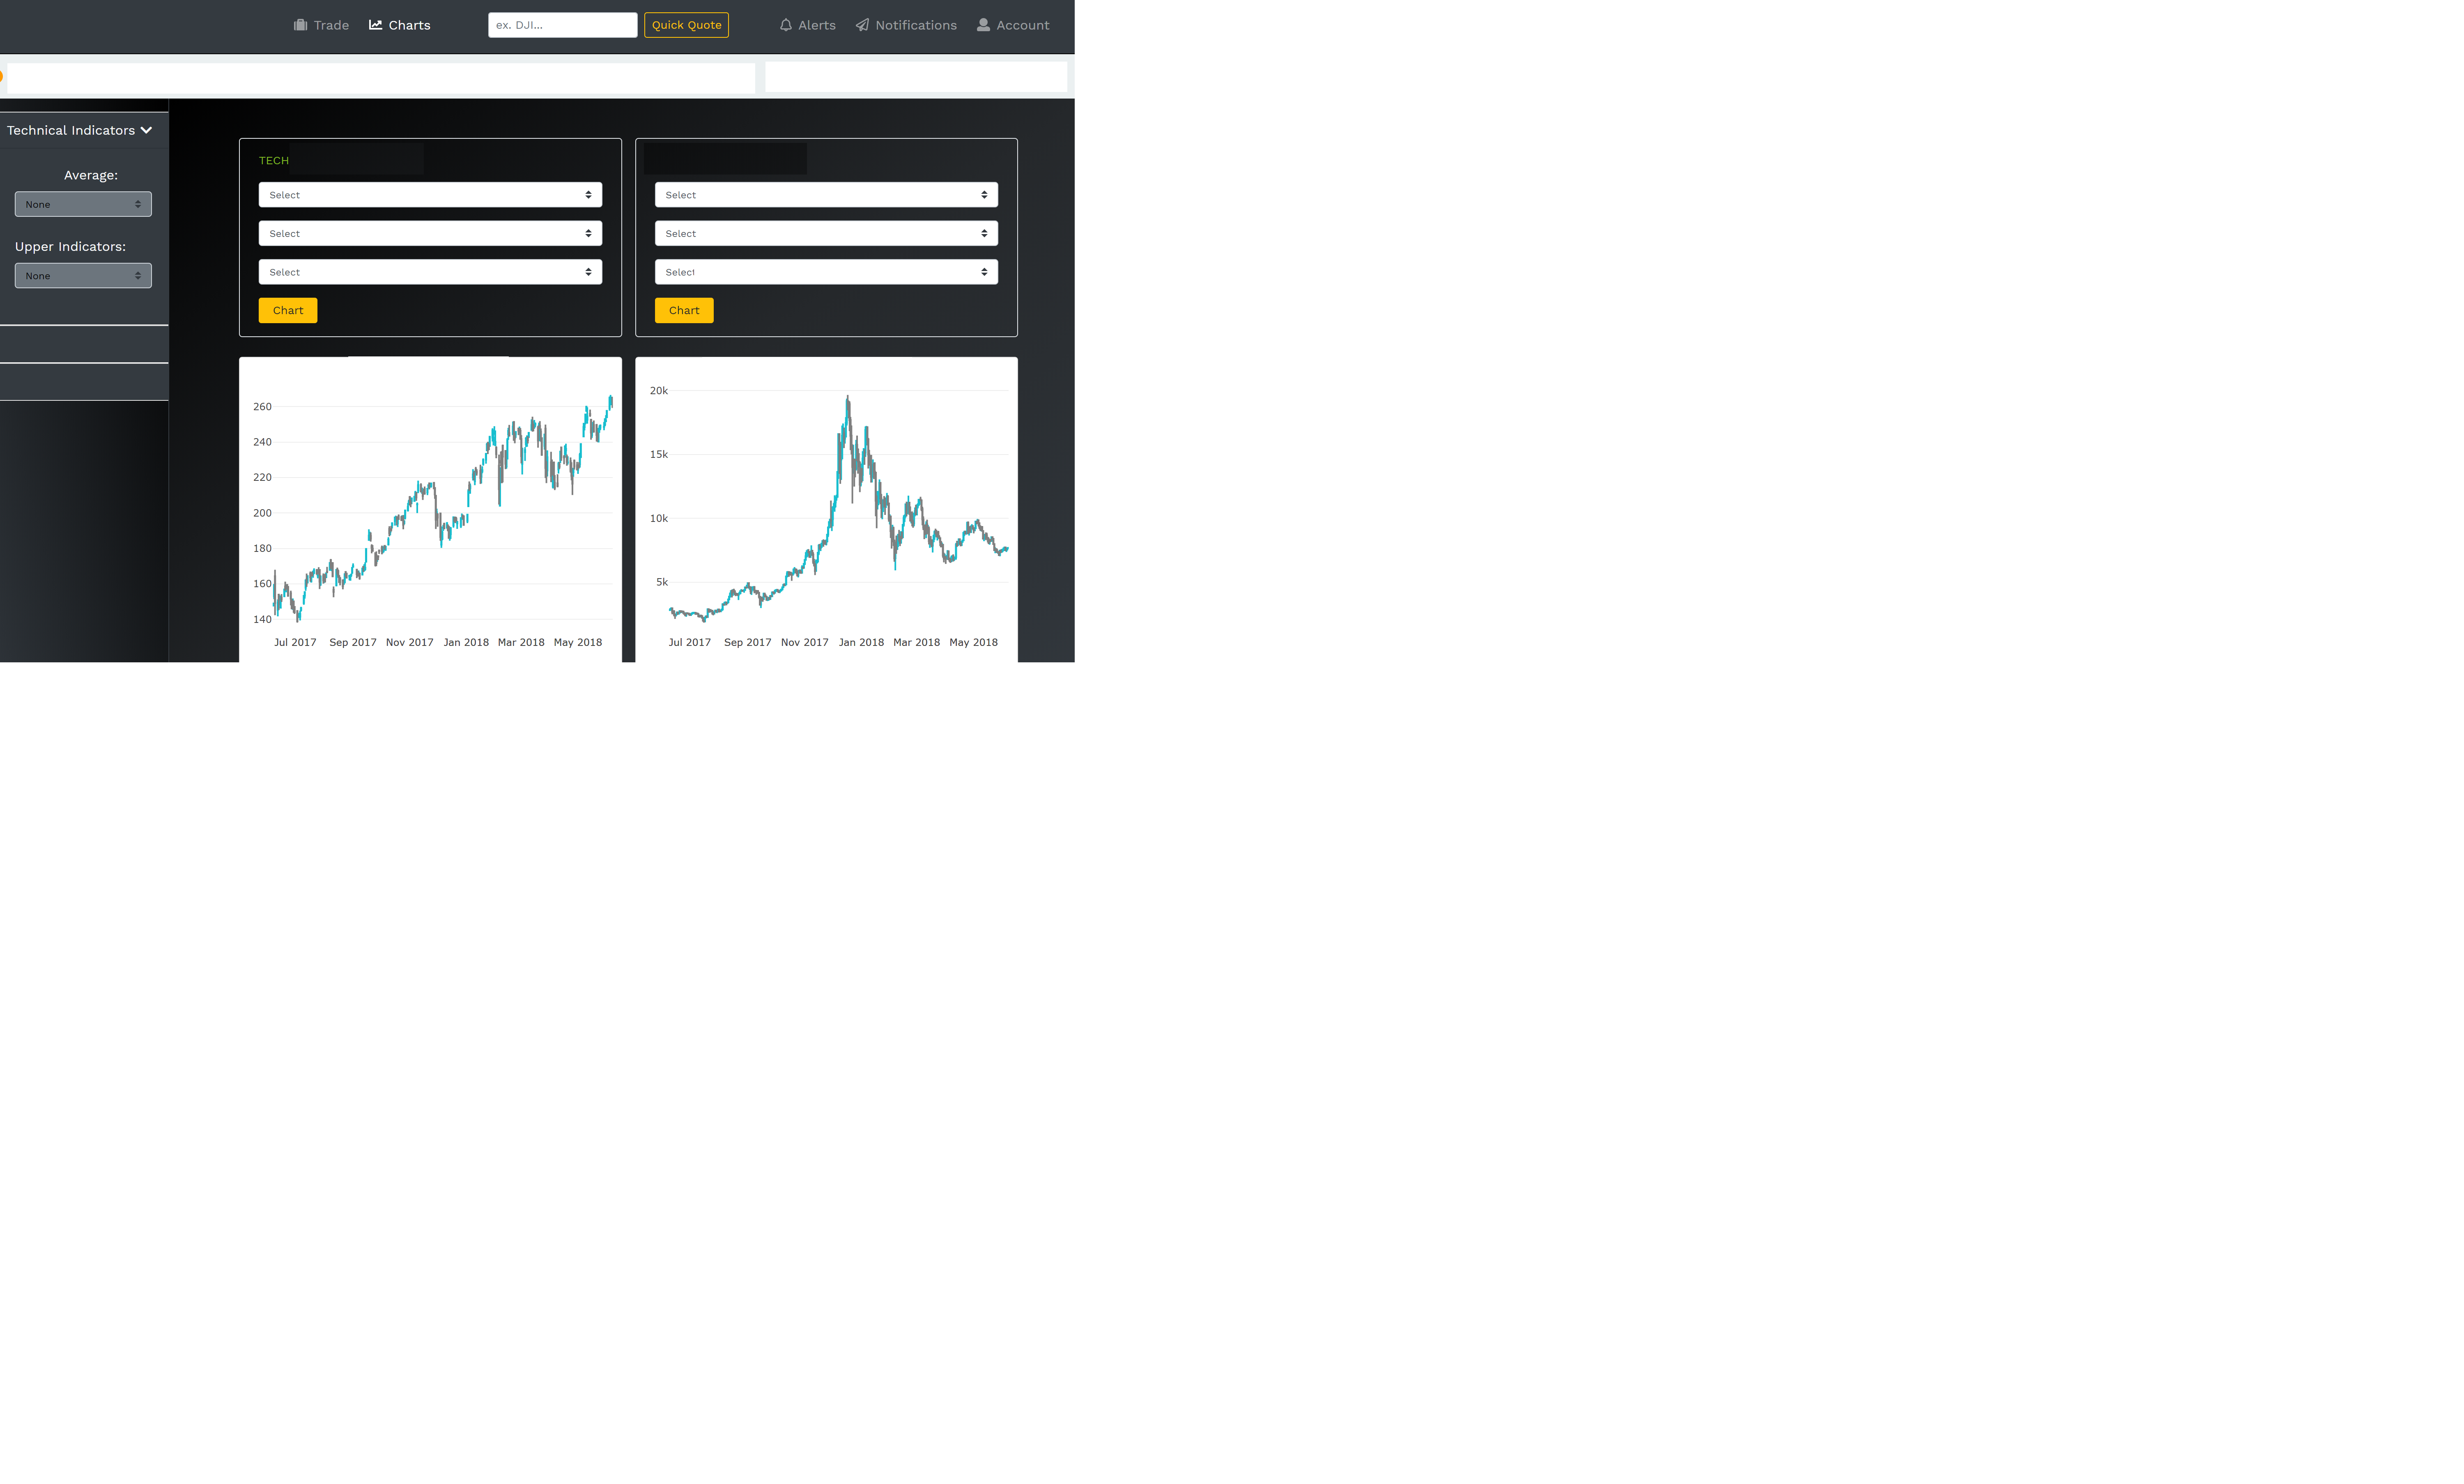 Trade Charts ex. DJI... Quick Quote Alerts Notifications Account
Technical Indicators
Average:
None
Upper Indicators:
None
TECH
Select
Select
Select
Chart
Select
Select
Select
Chart
260
240
220
200
180
160
140
Jul 2017 Sep 2017 Nov 2017 Jan 2018 Mar 2018 May 2018
20k
15k
10k
5k
Jul 2017 Sep 2017 Nov 2017 Jan 2018 Mar 2018 May 2018